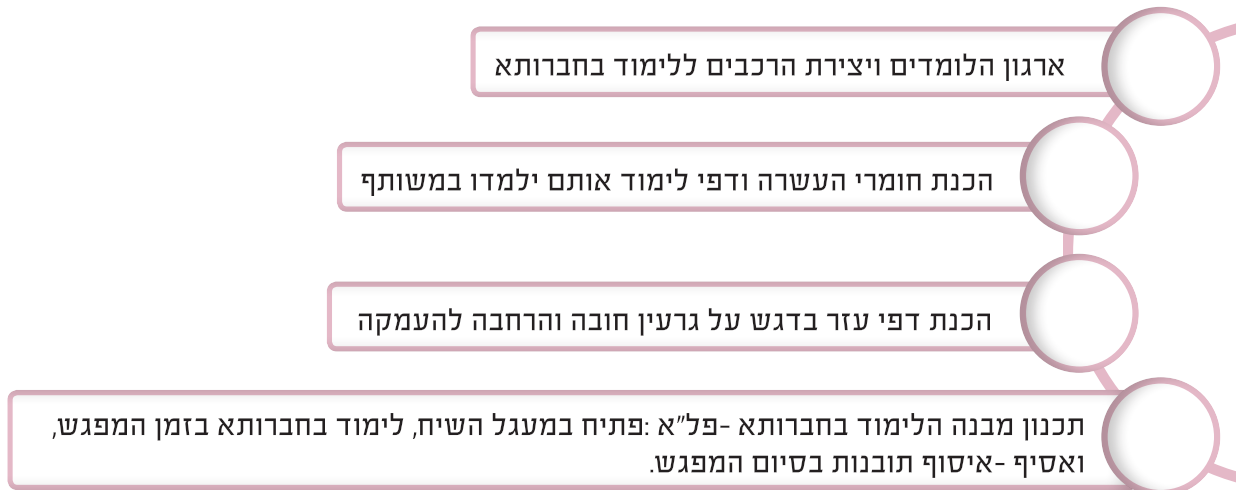 ארגון הלומדים ויצירת הרכבים ללימוד בחברותא
הכנת חומרי העשרה ודפי לימוד אותם ילמדו במשותף
הכנת דפי עזר בדגש על גרעין חובה והרחבה להעמקה
תכנון מבנה הלימוד בחברותא -פל"א :פתיח במעגל השיח, לימוד בחברותא בזמן המפגש,
ואסיף -איסוף תובנות בסיום המפגש.